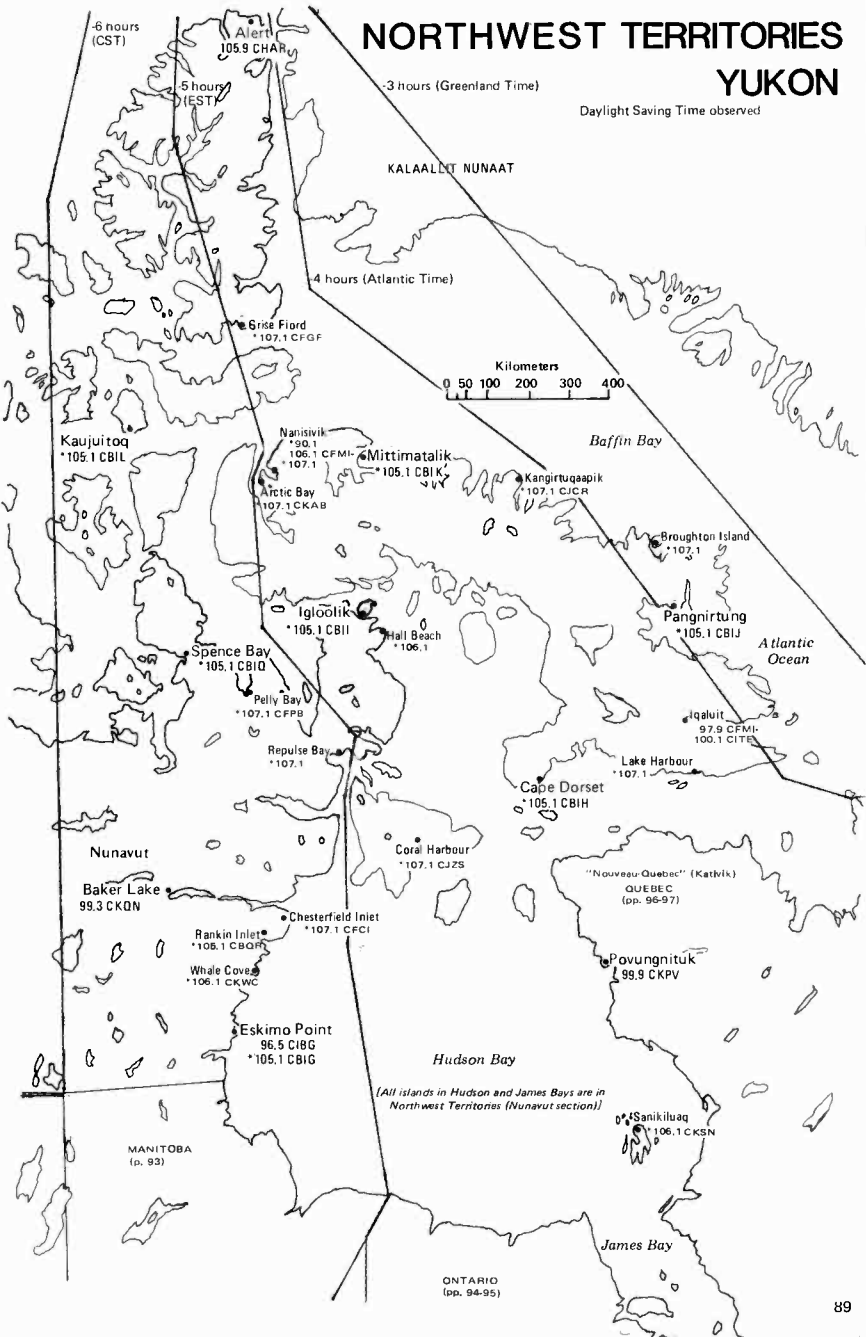 NORTHWEST TERRITORIES
YUKON
Daylight Saving Time observed
-6 hours
(CST)
Alert
105.9 CHAR
-5 hours
(EST)
-3 hours (Greenland Time)
KALAALLIT NUNAAT
-4 hours (Atlantic Time)
Grise Fiord
*107.1 CFGF
Kilometers
0 50 100 200 300 400
Baffin Bay
Kaujuitoq
*105.1 CBIL
Nanisivik
*90.1
106.1 CFMI-
*107.1
Mittimatalik
*105.1 CBIK
Arctic Bay
*107.1 CKAB
Kangirtugaapik
*107.1 CJCR
Broughton Island
*107.1
Igloolik
*105.1 CBII
Hall Beach
*106.1
Pangnirtung
*105.1 CBIJ
Atlantic
Ocean
Spence Bay
*105.1 CBIQ
Pelly Bay
*107.1 CFPB
Iqaluit
97.9 CFMI-
100.1 CITE
Repulse Bay
*107.1
Lake Harbour
*107.1
Cape Dorset
*105.1 CBIH
Nunavut
Coral Harbour
*107.1 CJZS
"Nouveau-Quebec" (Kativik)
QUEBEC
(pp. 96-97)
Baker Lake
99.3 CKQN
Chesterfield Inlet
*107.1 CFCI
Rankin Inlet
*105.1 CBQR
Whale Cove
*106.1 CKWC
Povungnituk
99.9 CKPV
Eskimo Point
96.5 CIBG
*105.1 CBIG
Hudson Bay
[All islands in Hudson and James Bays are in
Northwest Territories (Nunavut section)]
Sanikiluaq
*106.1 CKSN
MANITOBA
(p. 93)
James Bay
ONTARIO
(pp. 94-95)
89